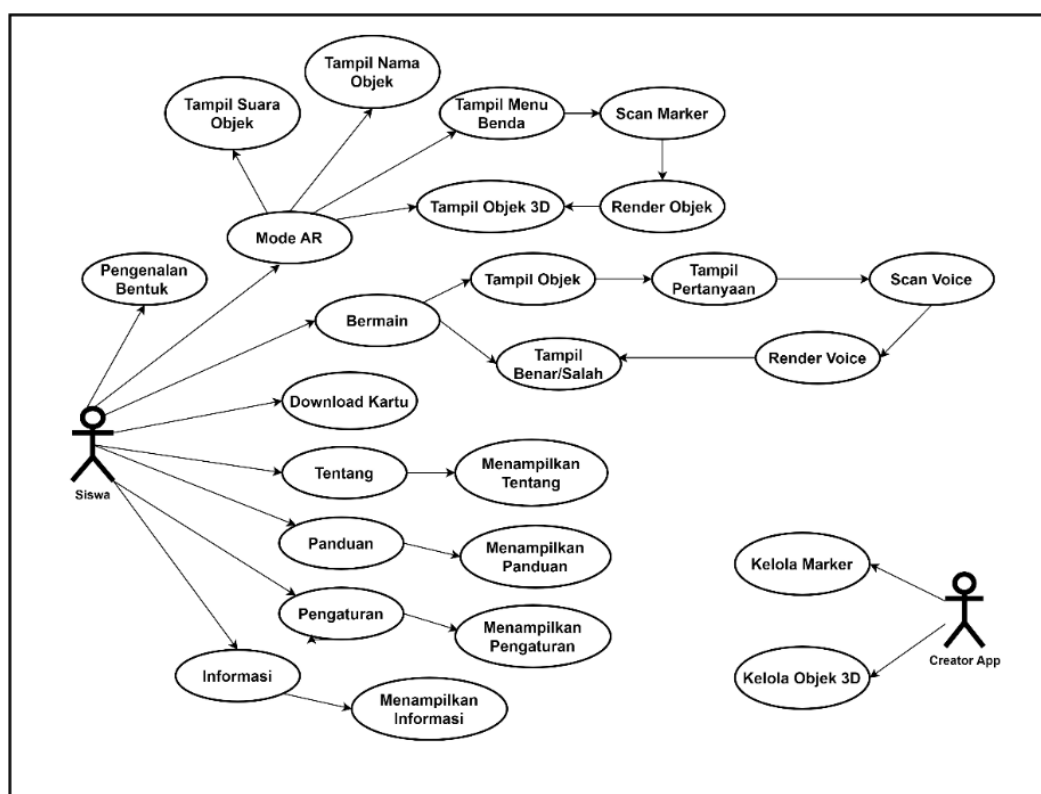 Tampil Nama
Objek
Tampil Suara
Objek
Tampil Menu
Benda
Scan Marker
Tampil Objek 3D
Render Objek
Mode AR
Pengenalan
Bentuk
Tampil Objek
Tampil
Pertanyaan
Scan Voice
Bermain
Tampil
Benar/Salah
Render Voice
Download Kartu
Siswa
Tentang
Menampilkan
Tentang
Panduan
Menampilkan
Panduan
Pengaturan
Menampilkan
Pengaturan
Informasi
Menampilkan
Informasi
Kelola Marker
Creator App
Kelola Objek 3D